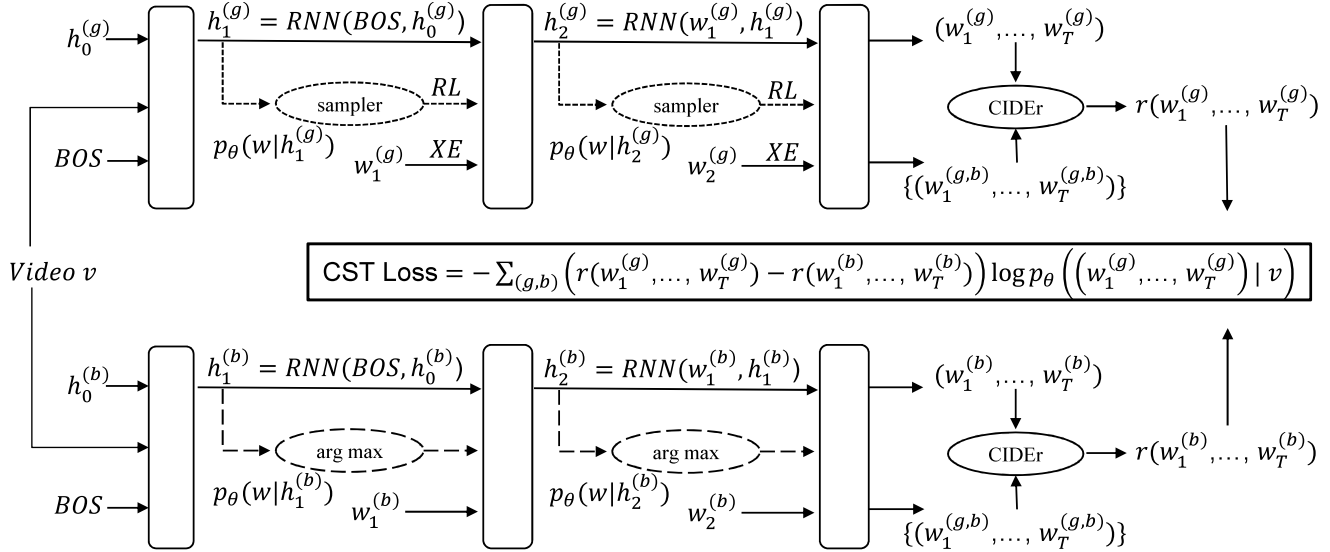 h_0^{(g)}
h_1^{(g)} = RNN(BOS, h_0^{(g)})
h_2^{(g)} = RNN(w_1^{(g)}, h_1^{(g)})
(w_1^{(g)},…, w_T^{(g)})
sampler
RL
sampler
RL
CIDEr
r(w_1^{(g)},…, w_T^{(g)})
BOS
p_θ(w|h_1^{(g)})
w_1^{(g)}
XE
p_θ(w|h_2^{(g)})
w_2^{(g)}
XE
{(w_1^{(g,b)},…, w_T^{(g,b)})}
Video v
CST Loss = −∑_{(g,b)} (r(w_1^{(g)},…, w_T^{(g)}) − r(w_1^{(b)},…, w_T^{(b)})) log p_θ ((w_1^{(g)},…, w_T^{(g)}) | v)
h_0^{(b)}
h_1^{(b)} = RNN(BOS, h_0^{(b)})
h_2^{(b)} = RNN(w_1^{(b)}, h_1^{(b)})
(w_1^{(b)},…, w_T^{(b)})
arg max
arg max
CIDEr
r(w_1^{(b)},…, w_T^{(b)})
BOS
p_θ(w|h_1^{(b)})
w_1^{(b)}
p_θ(w|h_2^{(b)})
w_2^{(b)}
{(w_1^{(g,b)},…, w_T^{(g,b)})}